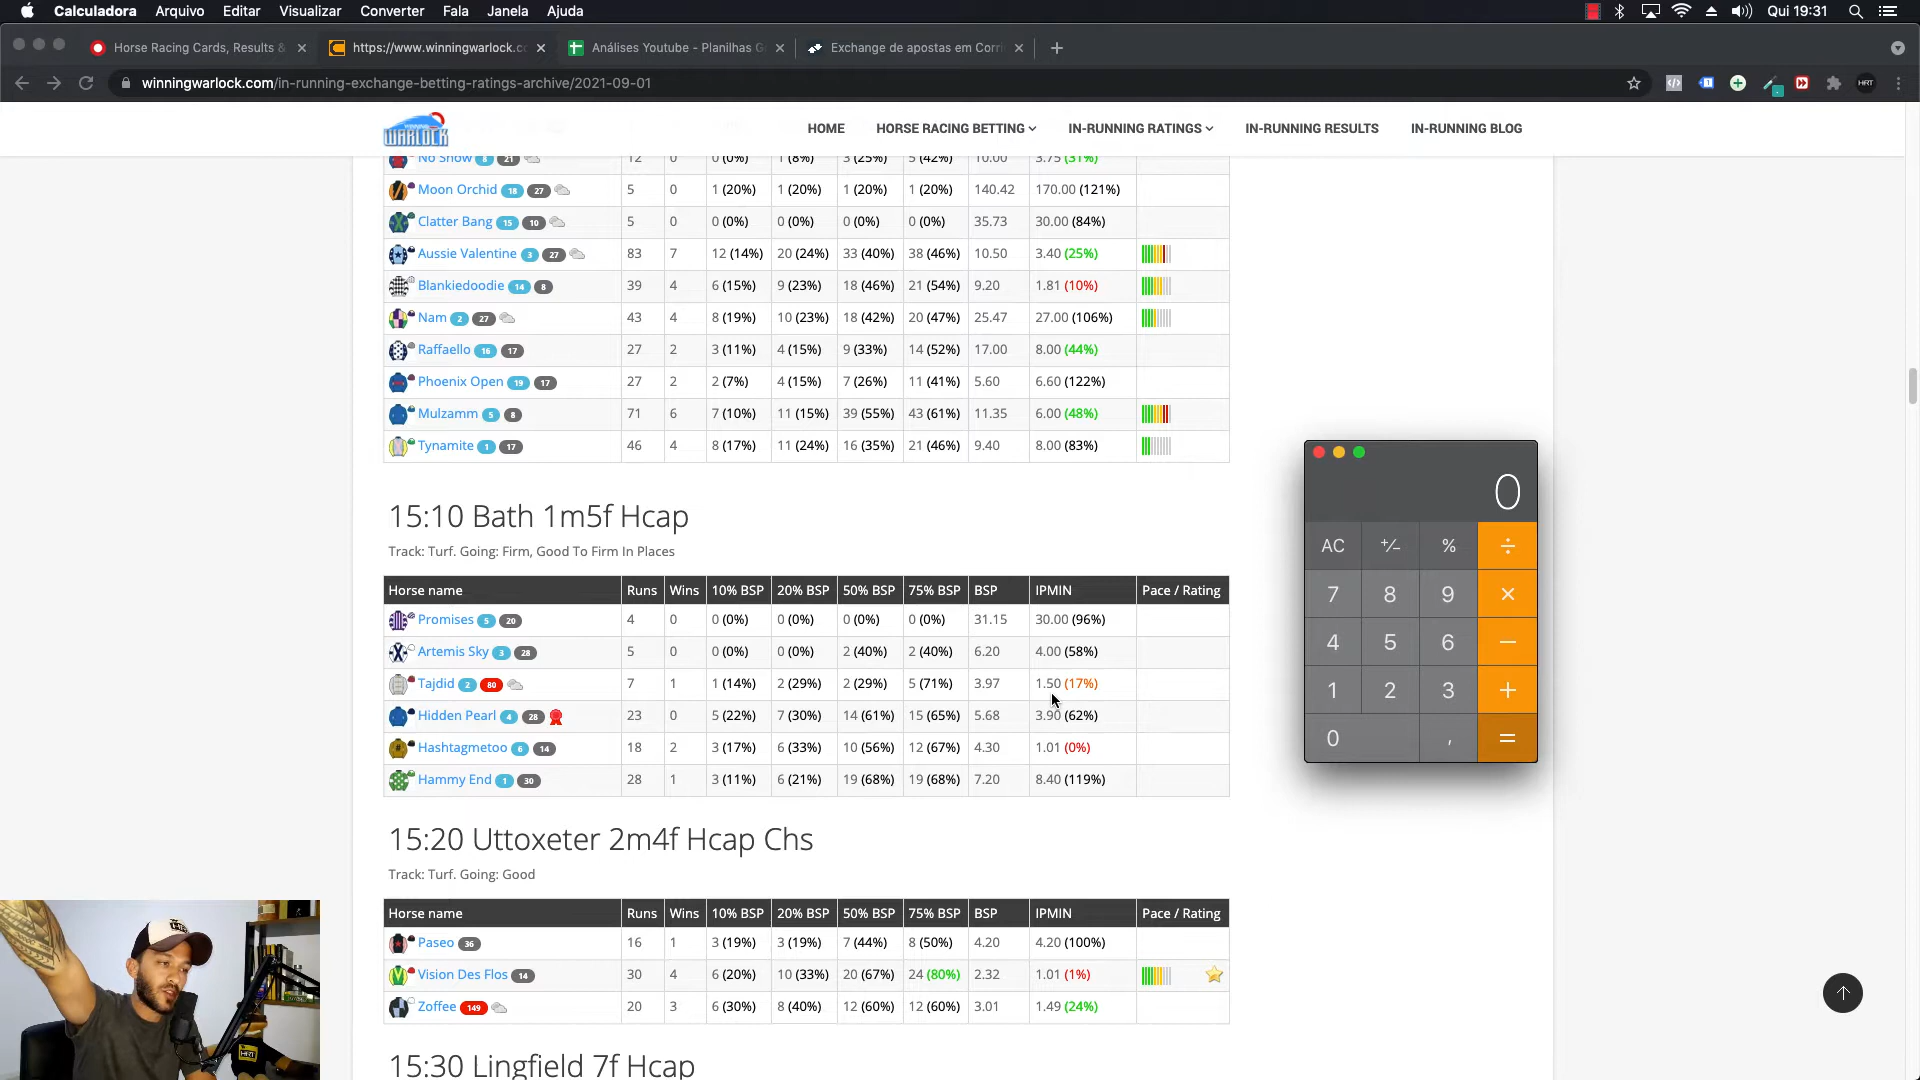 Calculadora Arquivo Editar Visualizar Converter Fala Janela Ajuda Qui 19:31
Horse Racing Cards, Results & https://www.winningwarlock.c Análises Youtube - Planilhas G Exchange de apostas em Corri
winningwarlock.com/in-running-exchange-betting-ratings-archive/2021-09-01 HRT
WARLOCK HOME HORSE RACING BETTING IN-RUNNING RATINGS IN-RUNNING RESULTS IN-RUNNING BLOG
No Show 8 21 12 0 0 (0%) 1 (8%) 3 (25%) 5 (42%) 10.00 3.75 (31%)
Moon Orchid 18 27 5 0 1 (20%) 1 (20%) 1 (20%) 1 (20%) 140.42 170.00 (121%)
Clatter Bang 15 10 5 0 0 (0%) 0 (0%) 0 (0%) 0 (0%) 35.73 30.00 (84%)
Aussie Valentine 3 27 83 7 12 (14%) 20 (24%) 33 (40%) 38 (46%) 10.50 3.40 (25%)
Blankiedoodie 14 8 39 4 6 (15%) 9 (23%) 18 (46%) 21 (54%) 9.20 1.81 (10%)
Nam 2 27 43 4 8 (19%) 10 (23%) 18 (42%) 20 (47%) 25.47 27.00 (106%)
Raffaello 16 17 27 2 3 (11%) 4 (15%) 9 (33%) 14 (52%) 17.00 8.00 (44%)
Phoenix Open 19 17 27 2 2 (7%) 4 (15%) 7 (26%) 11 (41%) 5.60 6.60 (122%)
Mulzamm 5 8 71 6 7 (10%) 11 (15%) 39 (55%) 43 (61%) 11.35 6.00 (48%)
Tynamite 1 17 46 4 8 (17%) 11 (24%) 16 (35%) 21 (46%) 9.40 8.00 (83%)
15:10 Bath 1m5f Hcap
Track: Turf. Going: Firm, Good To Firm In Places
Horse name Runs Wins 10% BSP 20% BSP 50% BSP 75% BSP BSP IPMIN Pace / Rating
Promises 5 20 4 0 0 (0%) 0 (0%) 0 (0%) 0 (0%) 31.15 30.00 (96%)
Artemis Sky 3 28 5 0 0 (0%) 0 (0%) 2 (40%) 2 (40%) 6.20 4.00 (58%)
Tajdid 2 80 7 1 1 (14%) 2 (29%) 2 (29%) 5 (71%) 3.97 1.50 (17%)
Hidden Pearl 4 28 23 0 5 (22%) 7 (30%) 14 (61%) 15 (65%) 5.68 3.90 (62%)
Hashtagmetoo 6 14 18 2 3 (17%) 6 (33%) 10 (56%) 12 (67%) 4.30 1.01 (0%)
Hammy End 1 30 28 1 3 (11%) 6 (21%) 19 (68%) 19 (68%) 7.20 8.40 (119%)
15:20 Uttoxeter 2m4f Hcap Chs
Track: Turf. Going: Good
Horse name Runs Wins 10% BSP 20% BSP 50% BSP 75% BSP BSP IPMIN Pace / Rating
Paseo 36 16 1 3 (19%) 3 (19%) 7 (44%) 8 (50%) 4.20 4.20 (100%)
Vision Des Flos 14 30 4 6 (20%) 10 (33%) 20 (67%) 24 (80%) 2.32 1.01 (1%)
Zoffee 149 20 3 6 (30%) 8 (40%) 12 (60%) 12 (60%) 3.01 1.49 (24%)
15:30 Lingfield 7f Hcap
0
AC +/− % ÷
7 8 9 ×
4 5 6 −
1 2 3 +
0 , =
HRT